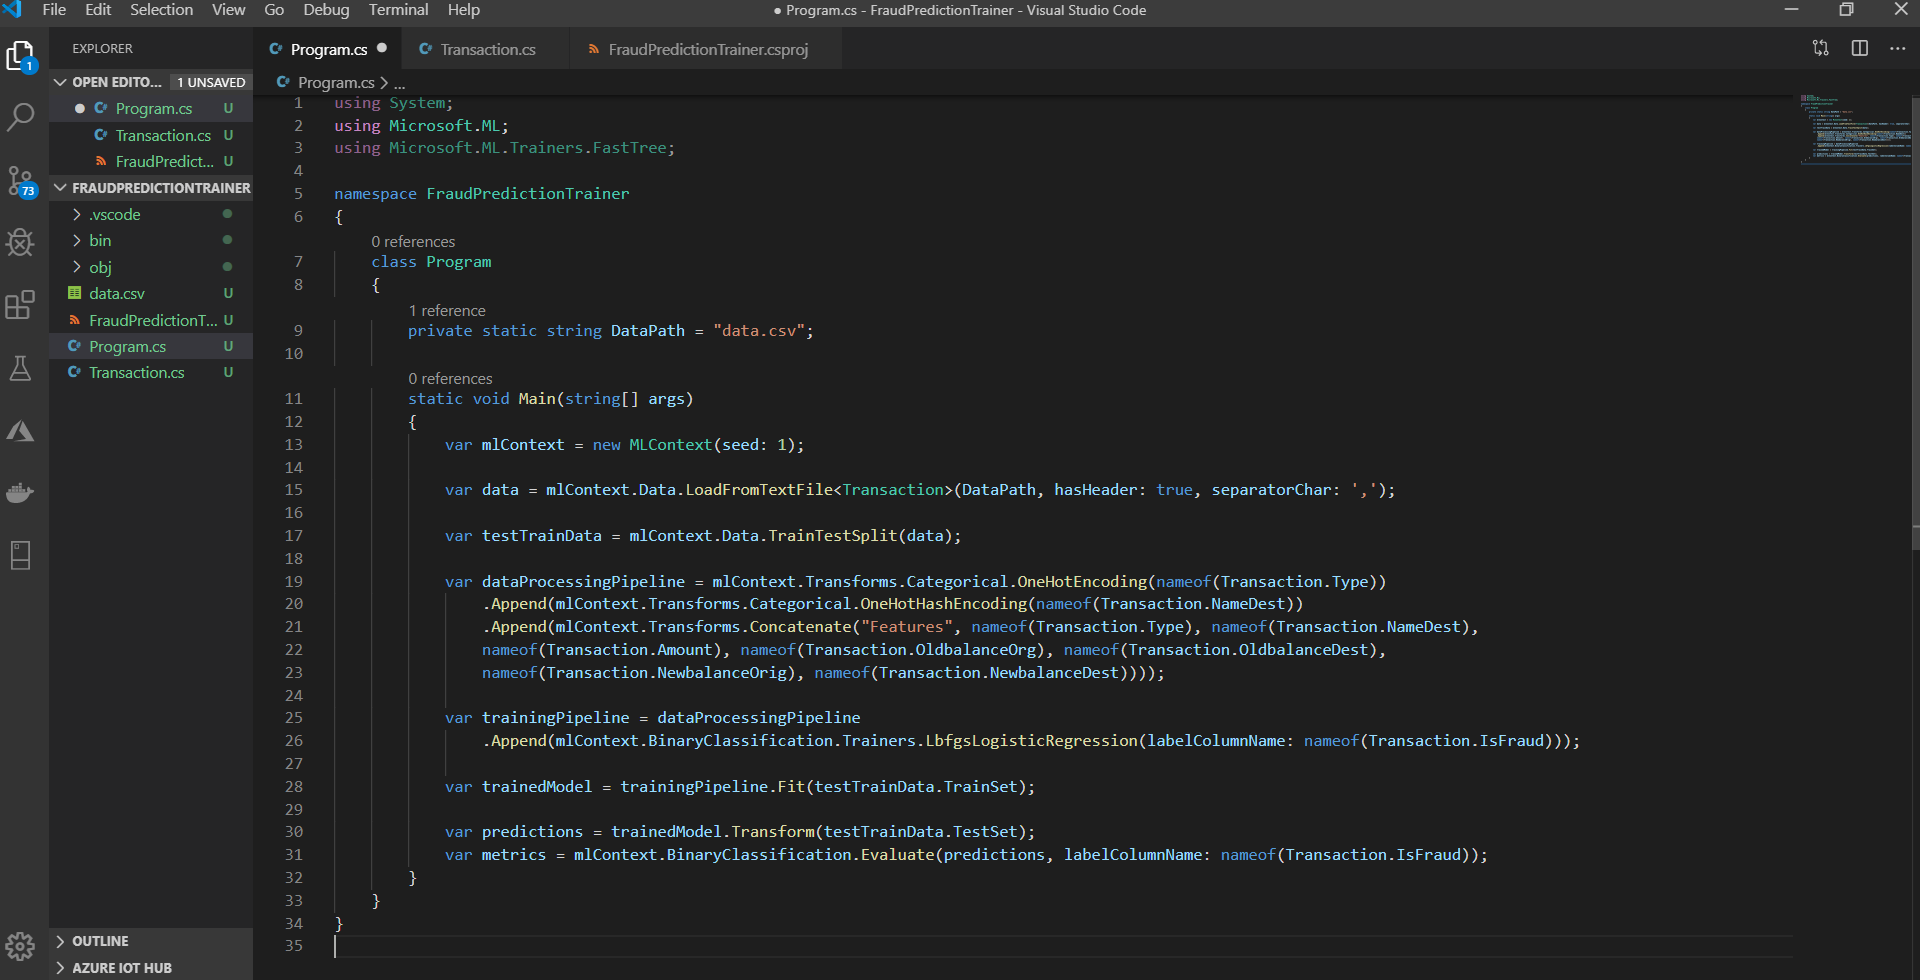 File Edit Selection View Go Debug Terminal Help
● Program.cs - FraudPredictionTrainer - Visual Studio Code
EXPLORER
OPEN EDITO... 1 UNSAVED
Program.cs U
Transaction.cs U
FraudPredict... U
FRAUDPREDICTIONTRAINER
.vscode
bin
obj
data.csv U
FraudPredictionT... U
Program.cs U
Transaction.cs U
OUTLINE
AZURE IOT HUB
1
73
Program.cs Transaction.cs FraudPredictionTrainer.csproj
Program.cs > ...
1 using System;
2 using Microsoft.ML;
3 using Microsoft.ML.Trainers.FastTree;
4
5 namespace FraudPredictionTrainer
6 {
0 references
7 class Program
8 {
1 reference
9 private static string DataPath = "data.csv";
10
0 references
11 static void Main(string[] args)
12 {
13 var mlContext = new MLContext(seed: 1);
14
15 var data = mlContext.Data.LoadFromTextFile<Transaction>(DataPath, hasHeader: true, separatorChar: ',');
16
17 var testTrainData = mlContext.Data.TrainTestSplit(data);
18
19 var dataProcessingPipeline = mlContext.Transforms.Categorical.OneHotEncoding(nameof(Transaction.Type))
20 .Append(mlContext.Transforms.Categorical.OneHotHashEncoding(nameof(Transaction.NameDest))
21 .Append(mlContext.Transforms.Concatenate("Features", nameof(Transaction.Type), nameof(Transaction.NameDest),
22 nameof(Transaction.Amount), nameof(Transaction.OldbalanceOrg), nameof(Transaction.OldbalanceDest),
23 nameof(Transaction.NewbalanceOrig), nameof(Transaction.NewbalanceDest))));
24
25 var trainingPipeline = dataProcessingPipeline
26 .Append(mlContext.BinaryClassification.Trainers.LbfgsLogisticRegression(labelColumnName: nameof(Transaction.IsFraud)));
27
28 var trainedModel = trainingPipeline.Fit(testTrainData.TrainSet);
29
30 var predictions = trainedModel.Transform(testTrainData.TestSet);
31 var metrics = mlContext.BinaryClassification.Evaluate(predictions, labelColumnName: nameof(Transaction.IsFraud));
32 }
33 }
34 }
35